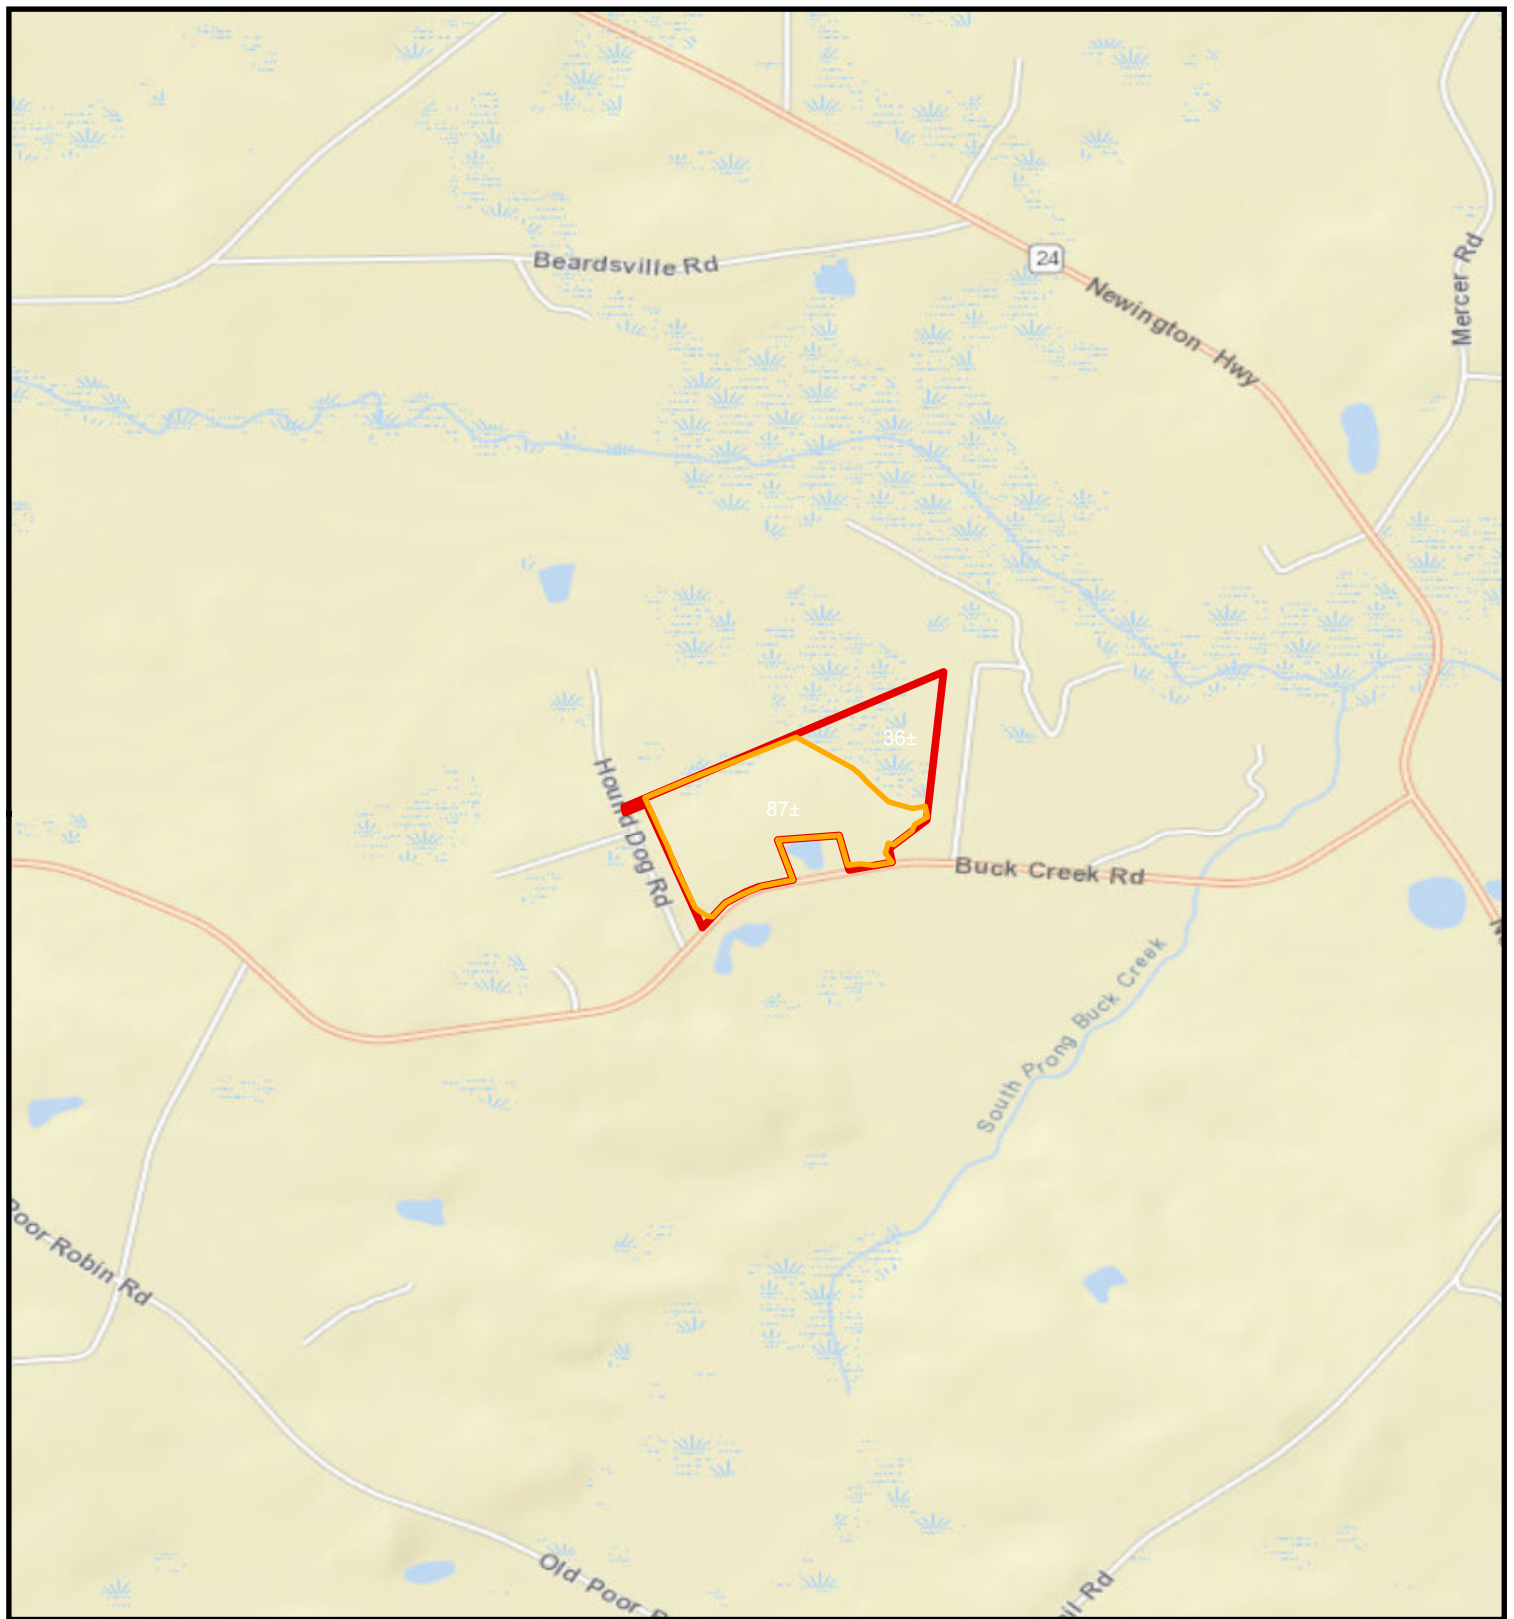 Beardsville Rd
24
Newington Hwy
Mercer Rd
36±
87±
Hound Dog Rd
Buck Creek Rd
South Prong Buck Creek
Poor Robin Rd
Old Poor
Rd